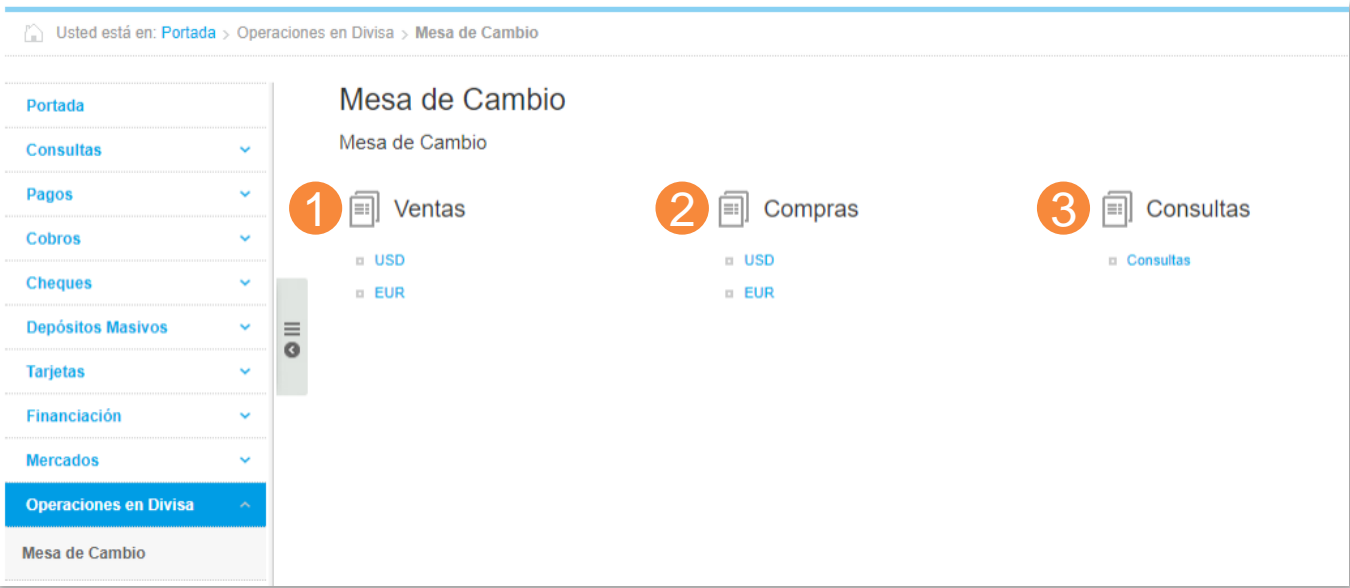 Usted está en: Portada > Operaciones en Divisa > Mesa de Cambio
Portada
Consultas
Pagos
Cobros
Cheques
Depósitos Masivos
Tarjetas
Financiación
Mercados
Operaciones en Divisa
Mesa de Cambio
Mesa de Cambio
Mesa de Cambio
1 Ventas
USD
EUR
2 Compras
USD
EUR
3 Consultas
Consultas